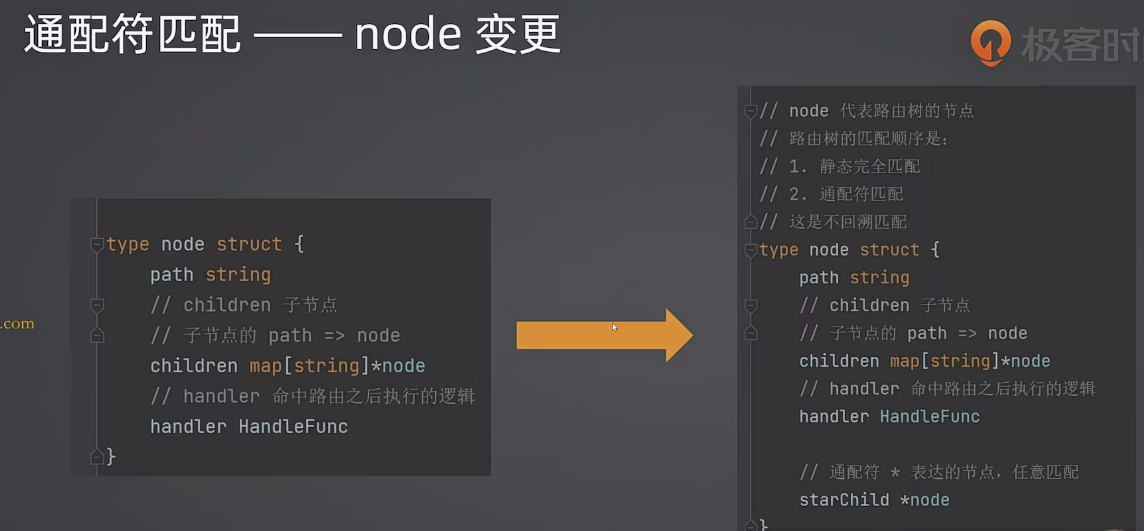 通配符匹配 —— node 变更
极客时
.com
type node struct {
path string
// children 子节点
// 子节点的 path => node
children map[string]*node
// handler 命中路由之后执行的逻辑
handler HandleFunc
}
// node 代表路由树的节点
// 路由树的匹配顺序是:
// 1. 静态完全匹配
// 2. 通配符匹配
// 这是不回溯匹配
type node struct {
path string
// children 子节点
// 子节点的 path => node
children map[string]*node
// handler 命中路由之后执行的逻辑
handler HandleFunc
// 通配符 * 表达的节点，任意匹配
starChild *node
}